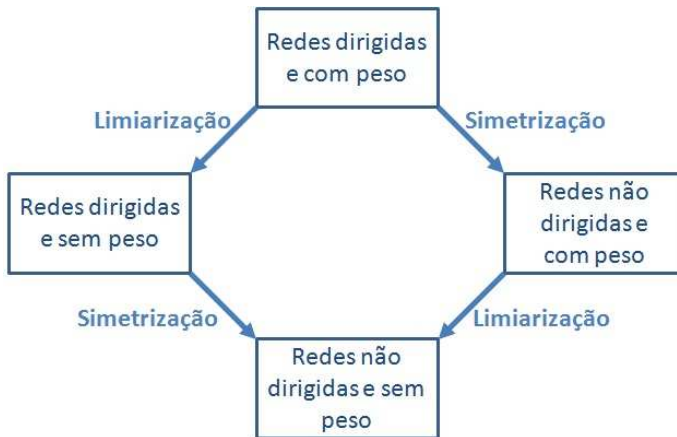 Redes dirigidas
e com peso
Limiarização
Simetrização
Redes dirigidas
e sem peso
Redes não
dirigidas e
com peso
Simetrização
Limiarização
Redes não
dirigidas e sem
peso